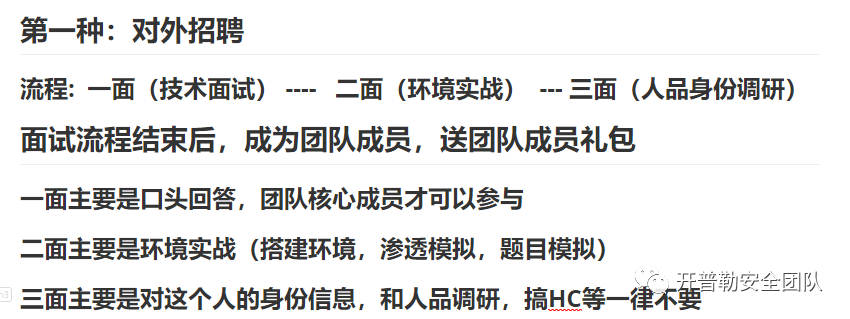 第一种：对外招聘
流程：一面（技术面试） ---- 二面（环境实战） --- 三面（人品身份调研）
面试流程结束后，成为团队成员，送团队成员礼包
一面主要是口头回答，团队核心成员才可以参与
二面主要是环境实战（搭建环境，渗透模拟，题目模拟）
h3
三面主要是对这个人的身份信息，和人品调研，搞HC等一律不要
开普勒安全团队